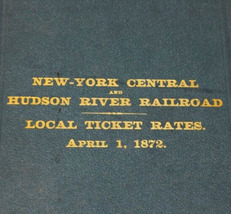 NEW-YORK CENTRAL
AND
HUDSON RIVER RAILROAD
LOCAL TICKET RATES.
APRIL 1, 1872.